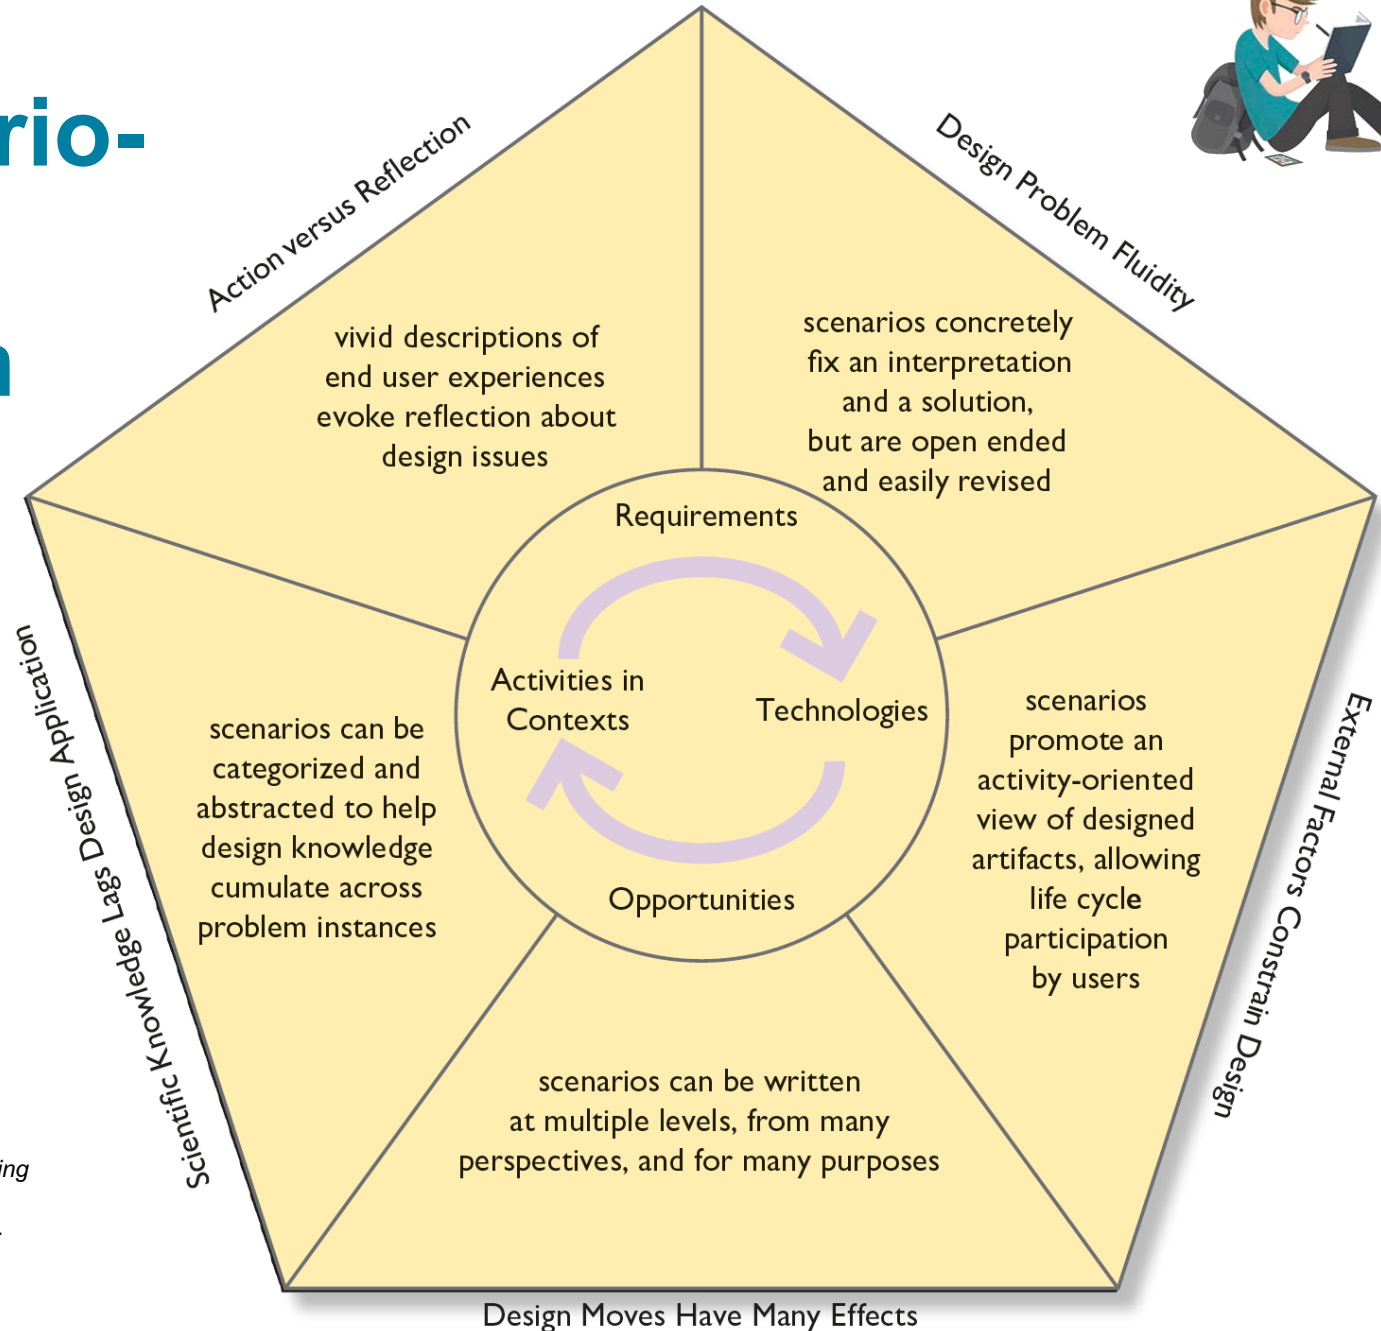 rio-
n
Action versus Reflection
Design Problem Fluidity
vivid descriptions of
end user experiences
evoke reflection about
design issues
scenarios concretely
fix an interpretation
and a solution,
but are open ended
and easily revised
Requirements
Activities in
Contexts
Technologies
Opportunities
scenarios can be
categorized and
abstracted to help
design knowledge
cumulate across
problem instances
scenarios
promote an
activity-oriented
view of designed
artifacts, allowing
life cycle
participation
by users
Scientific Knowledge Lags Design Application
External Factors Constrain Design
scenarios can be written
at multiple levels, from many
perspectives, and for many purposes
ing
.
Design Moves Have Many Effects